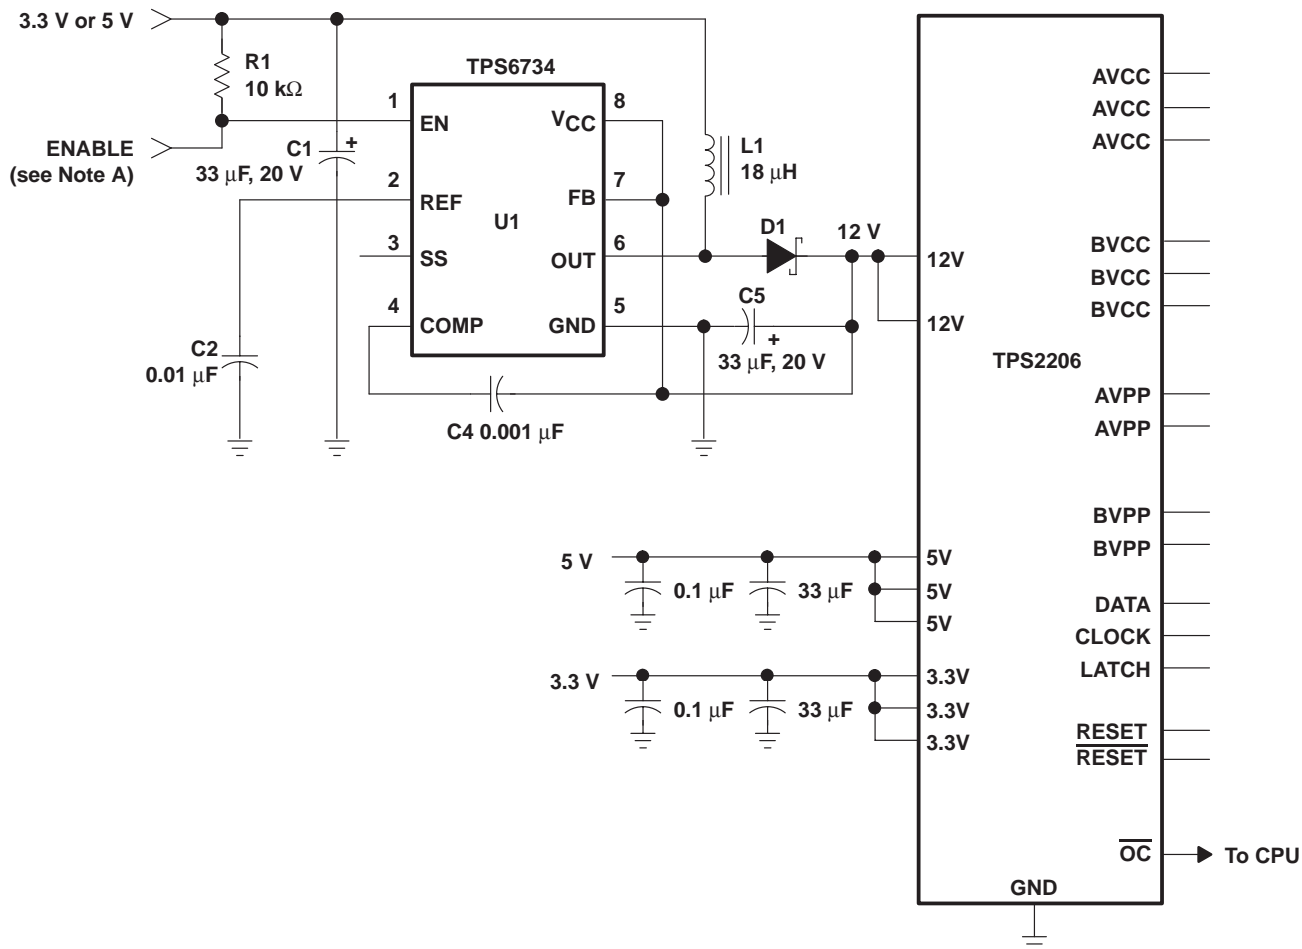 3.3 V or 5 V
R1
10 kΩ
ENABLE
(see Note A)
C1
+
33 μF, 20 V
TPS6734
1
EN
2
REF
3
SS
4
COMP
U1
8
VCC
7
FB
6
OUT
5
GND
C2
0.01 μF
C4 0.001 μF
L1
18 μH
D1
12 V
C5
+
33 μF, 20 V
12V
12V
TPS2206
5 V
0.1 μF
33 μF
5V
5V
5V
3.3 V
0.1 μF
33 μF
3.3V
3.3V
3.3V
AVCC
AVCC
AVCC
BVCC
BVCC
BVCC
AVPP
AVPP
BVPP
BVPP
DATA
CLOCK
LATCH
RESET
RESET
OC
To CPU
GND